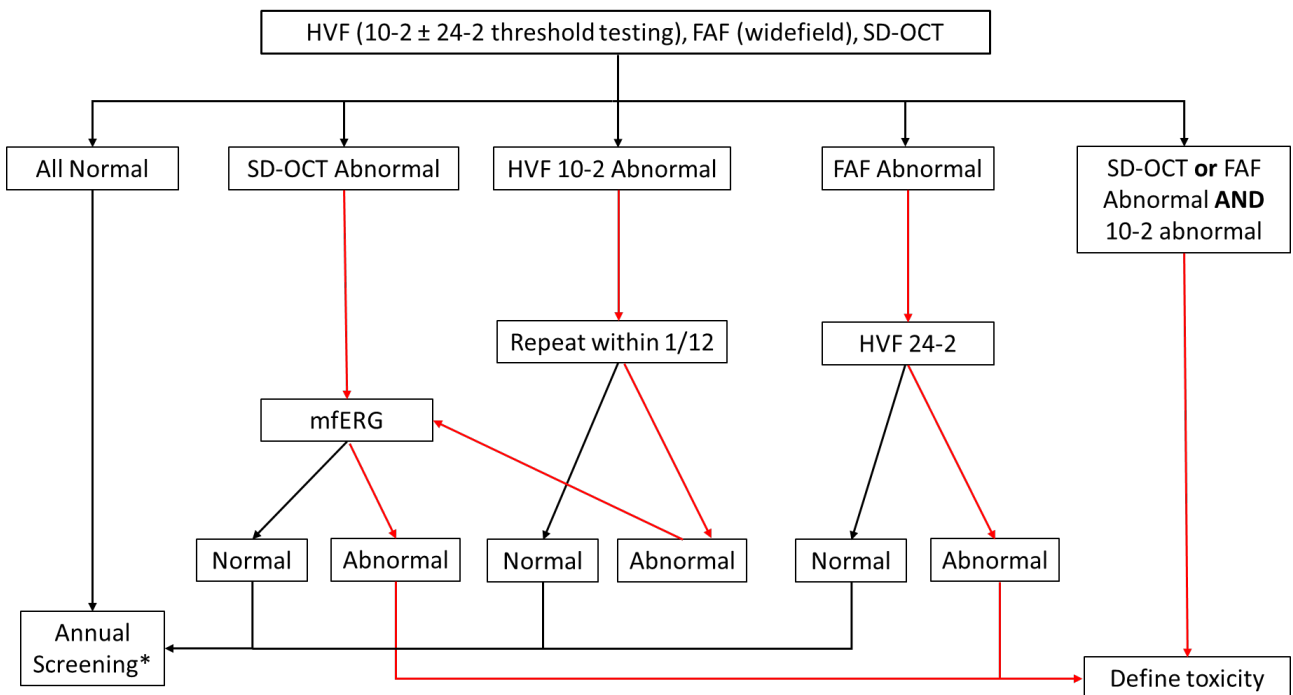 HVF (10-2 ± 24-2 threshold testing), FAF (widefield), SD-OCT
All Normal
SD-OCT Abnormal
HVF 10-2 Abnormal
FAF Abnormal
SD-OCT or FAF
Abnormal AND
10-2 abnormal
Repeat within 1/12
HVF 24-2
mfERG
Normal
Abnormal
Normal
Abnormal
Normal
Abnormal
Annual
Screening*
Define toxicity